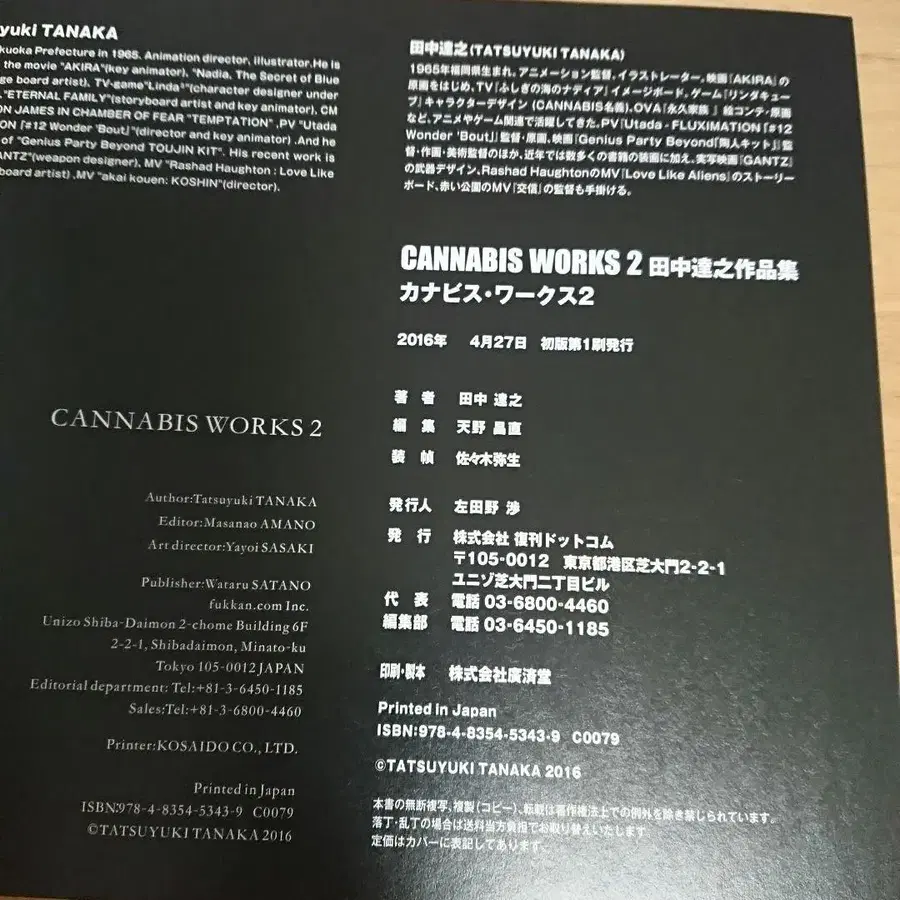 yuki TANAKA
kuoka Prefecture in 1965. Animation director, illustrator.He is
the movie "AKIRA"(key animator), "Nadia, The Secret of Blue
ge board artist), TV-game"Linda³"(character designer under
,"ETERNAL FAMILY"(storyboard artist and key animator), CM
ON JAMES IN CHAMBER OF FEAR "TEMPTATION" ,PV "Utada
ION「#12 Wonder 'Bout」"(director and key animator) .And he
of "Genius Party Beyond TOUJIN KIT". His recent work is
ANTZ"(weapon designer), MV "Rashad Haughton : Love Like
board artist) ,MV "akai kouen: KOSHIN"(director).
CANNABIS WORKS 2
Author:Tatsuyuki TANAKA
Editor:Masanao AMANO
Art director:Yayoi SASAKI
Publisher:Wataru SATANO
fukkan.com Inc.
Unizo Shiba-Daimon 2-chome Building 6F
2-2-1, Shibadaimon, Minato-ku
Tokyo 105-0012 JAPAN
Editorial department: Tel:+81-3-6450-1185
Sales:Tel:+81-3-6800-4460
Printer:KOSAIDO CO., LTD.
Printed in Japan
ISBN:978-4-8354-5343-9 C0079
©TATSUYUKI TANAKA 2016
田中達之(TATSUYUKI TANAKA)
1965年福岡県生まれ。アニメーション監督、イラストレーター。映画『AKIRA』の
原画をはじめ、TV『ふしぎの海のナディア』イメージボード、ゲーム『リンダキュー
ブ』キャラクターデザイン(CANNABIS名義)、OVA『永久家族』絵コンテ・原画
など、アニメやゲーム関連で活躍してきた。PV『Utada - FLUXIMATION「#12
Wonder 'Bout」』監督・原画、映画『Genius Party Beyond「陶人キット」』監
督・作画・美術監督のほか、近年では数多くの書籍の装画に加え、実写映画『GANTZ』
の武器デザイン、Rashad HaughtonのMV『Love Like Aliens』のストーリー
ボード、赤い公園のMV『交信』の監督も手掛ける。
CANNABIS WORKS 2 田中達之作品集
カナビス・ワークス2
2016年 4月27日 初版第1刷発行
著 者 田中 達之
編 集 天野 昌直
装 幀 佐々木弥生
発行人 左田野 渉
発 行 株式会社 復刊ドットコム
〒105-0012 東京都港区芝大門2-2-1
ユニゾ芝大門二丁目ビル
代 表 電話 03-6800-4460
編集部 電話 03-6450-1185
印刷・製本 株式会社廣済堂
Printed in Japan
ISBN:978-4-8354-5343-9 C0079
©TATSUYUKI TANAKA 2016
本書の無断複写、複製(コピー)、転載は著作権法上での例外を除き禁じられています。
落丁・乱丁の場合は送料当方負担でお取り替えいたします。
定価はカバーに表記してあります。